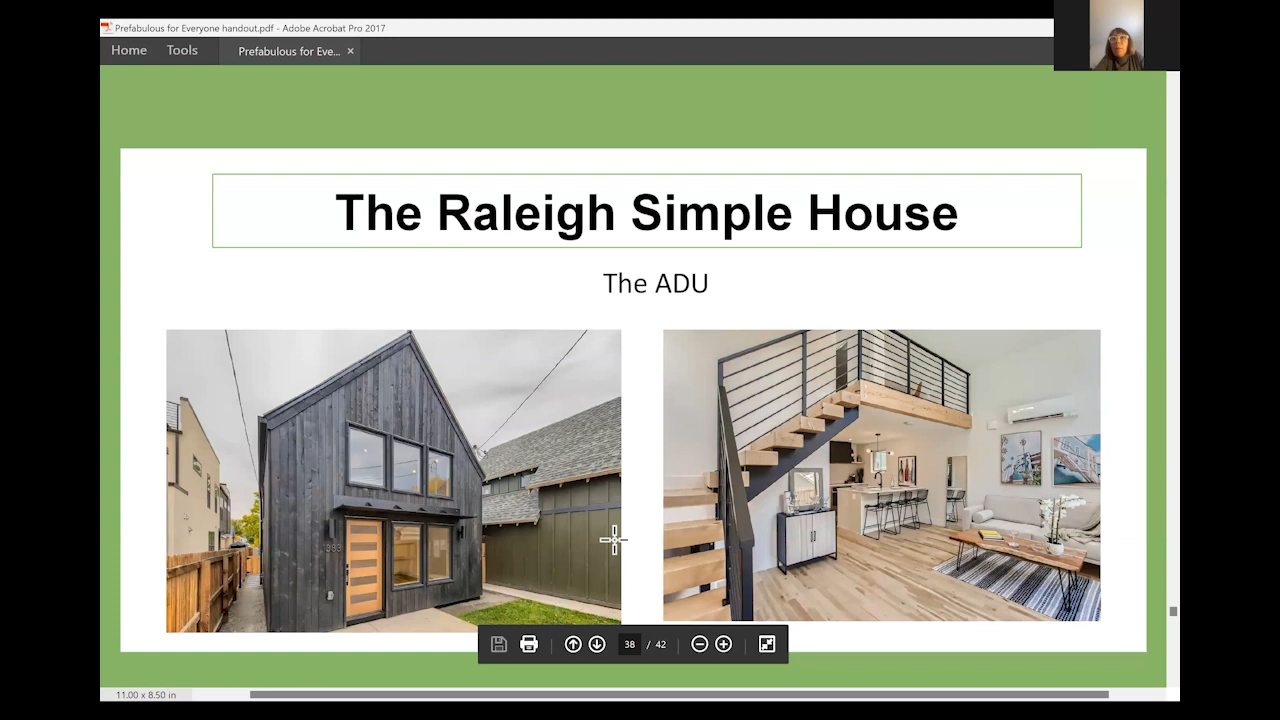 Prefabulous for Everyone handout.pdf - Adobe Acrobat Pro 2017
Home Tools Prefabulous for Eve... ×
The Raleigh Simple House
The ADU
1383
38 / 42
11.00 x 8.50 in